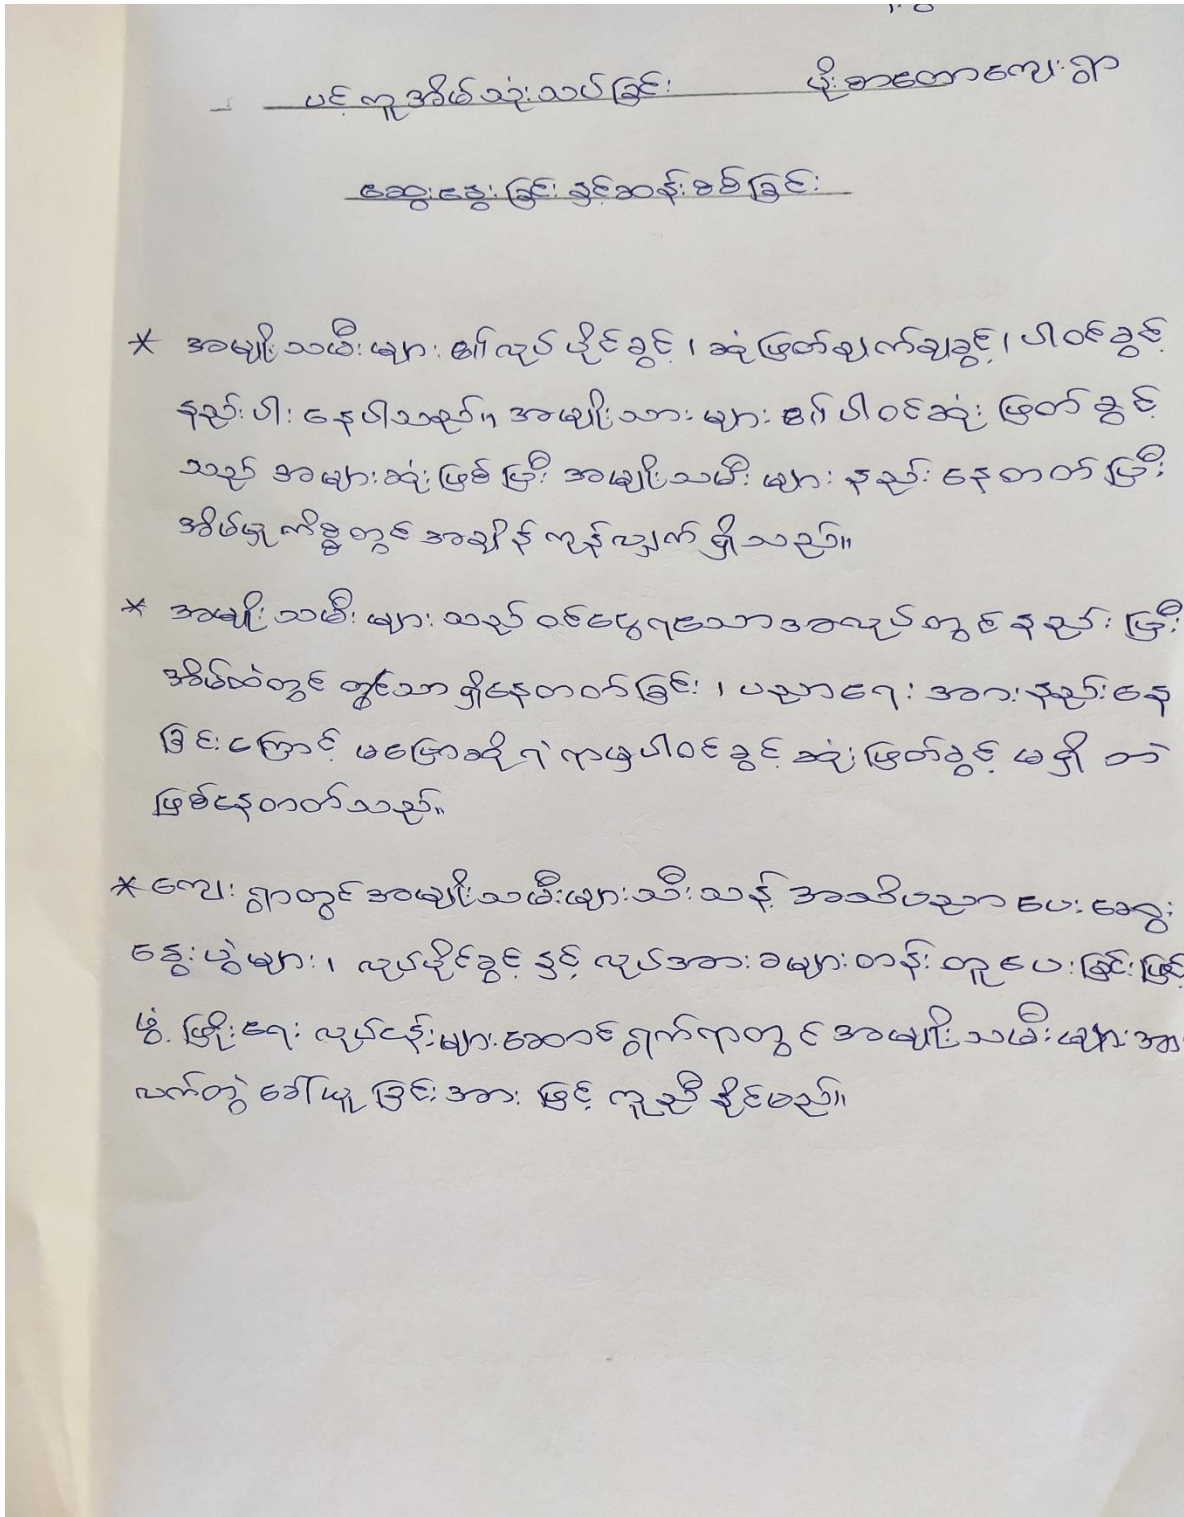 ပင့်ကူအိမ်သုံးသပ်ခြင်း ဖိုးစာတောကျေးရွာ
ဆွေးနွေးခြင်းနှင့်ဆန်းစစ်ခြင်း
* အမျိုးသမီးများ၏လုပ်ပိုင်ခွင့်၊ ဆုံးဖြတ်ချက်ချခွင့်၊ ပါဝင်ခွင့်
နည်းပါးနေပါသည်။ အမျိုးသားများ၏ပါဝင်ဆုံးဖြတ်ခွင့်
သည် အများဆုံးဖြစ်ပြီး အမျိုးသမီးများ နည်းနေတတ်ပြီး
အိမ်မှုကိစ္စတွင် အချိန်ကုန်လျှက်ရှိသည်။
* အမျိုးသမီးများသည် ဝင်ငွေရသောအလုပ်တွင်နည်းပြီး
အိမ်ထဲတွင်သာရှိနေတတ်ခြင်း၊ ပညာရေးအားနည်းနေ
ခြင်းကြောင့် မပြောဆိုရဲရာမှပါဝင်ခွင့် ဆုံးဖြတ်ခွင့် မရှိဘဲ
ဖြစ်နေတတ်သည်။
* ကျေးရွာတွင်အမျိုးသမီးများသီးသန့် အသိပညာပေးဆွေး
နွေးပွဲများ၊ လုပ်ပိုင်ခွင့်နှင့် လုပ်အားခများတန်းတူပေးခြင်းဖြင့်
ဖွံ့ဖြိုးရေး လုပ်ငန်းများဆောင်ရွက်ရာတွင် အမျိုးသမီးများအာ
လက်တွဲခေါ်ယူခြင်းအားဖြင့် ကူညီနိုင်မည်။